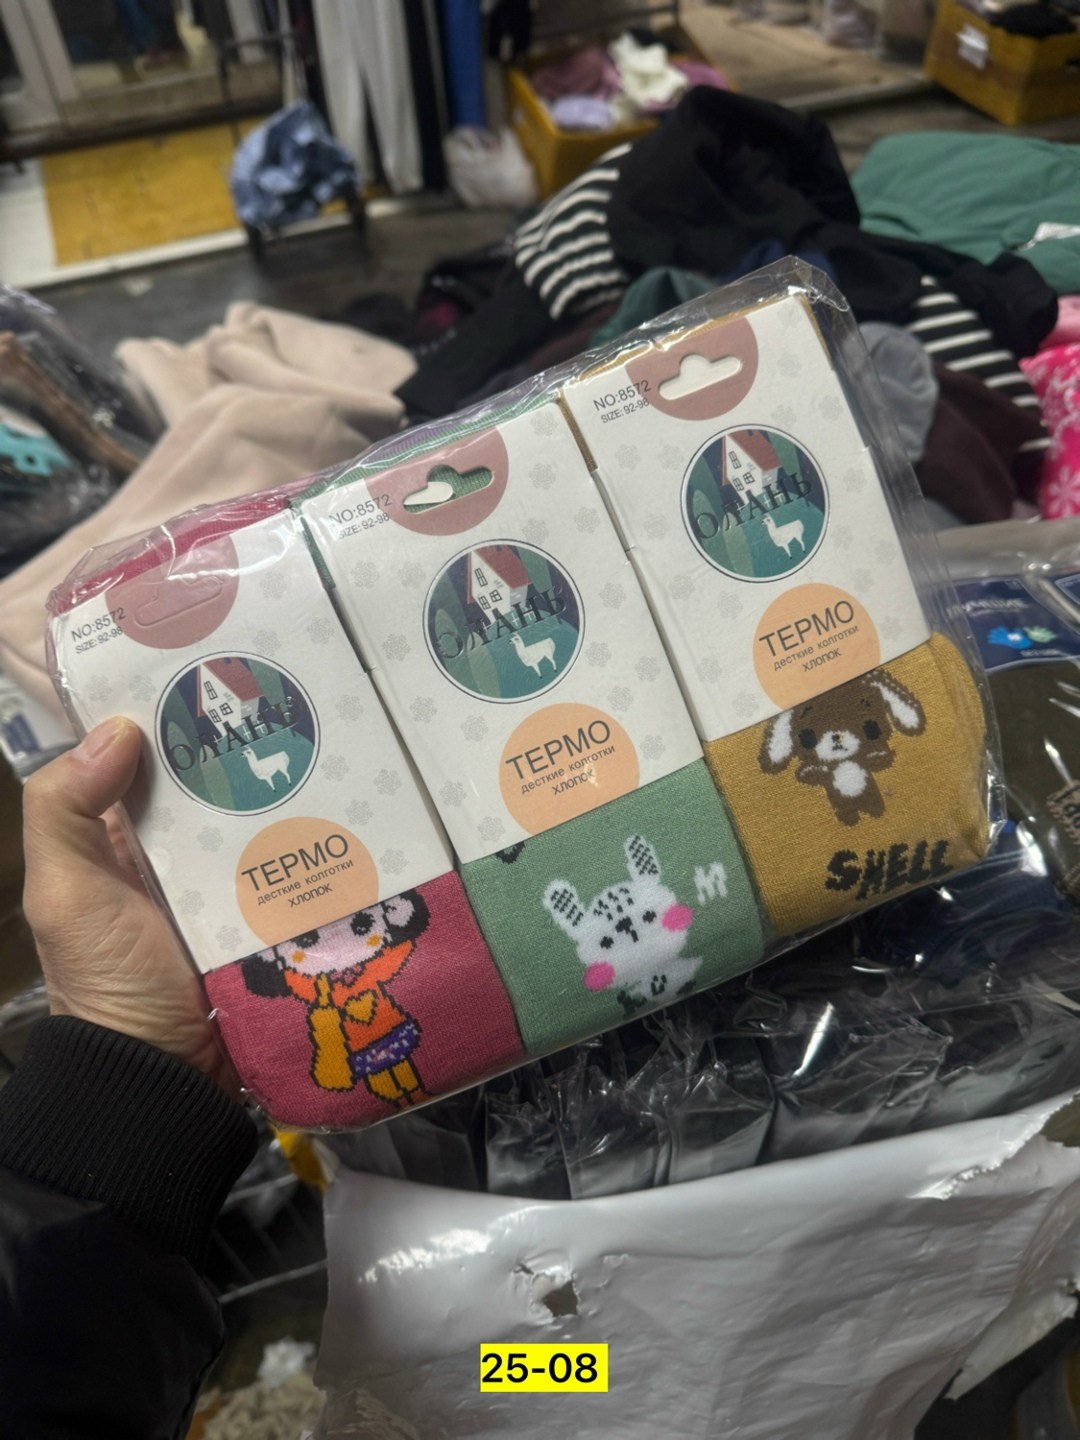 NO:8572
SIZE: 92-98
ОЛАНЬ
ТЕРМО
десткие колготки
хлопок
NO:8572
SIZE: 92-98
ОЛАНЬ
ТЕРМО
десткие колготки
хлопок
M
NO:8572
SIZE: 92-98
ОЛАНЬ
ТЕРМО
десткие колготки
хлопок
SHELL
25-08